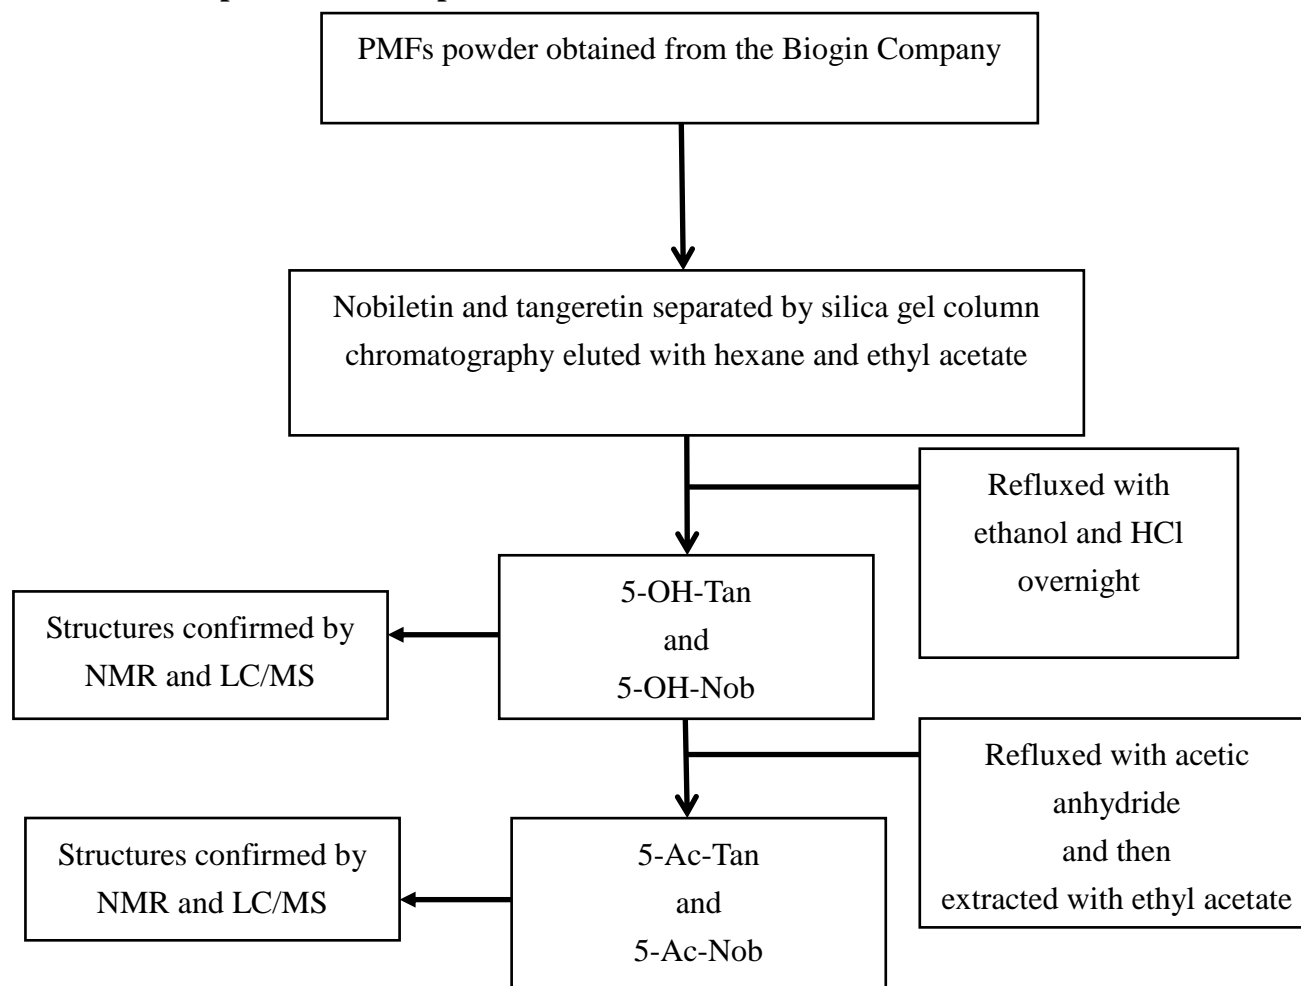 PMFs powder obtained from the Biogin Company
Nobiletin and tangeretin separated by silica gel column
chromatography eluted with hexane and ethyl acetate
Refluxed with
ethanol and HCl
overnight
5-OH-Tan
and
5-OH-Nob
Structures confirmed by
NMR and LC/MS
Refluxed with acetic
anhydride
and then
extracted with ethyl acetate
5-Ac-Tan
and
5-Ac-Nob
Structures confirmed by
NMR and LC/MS